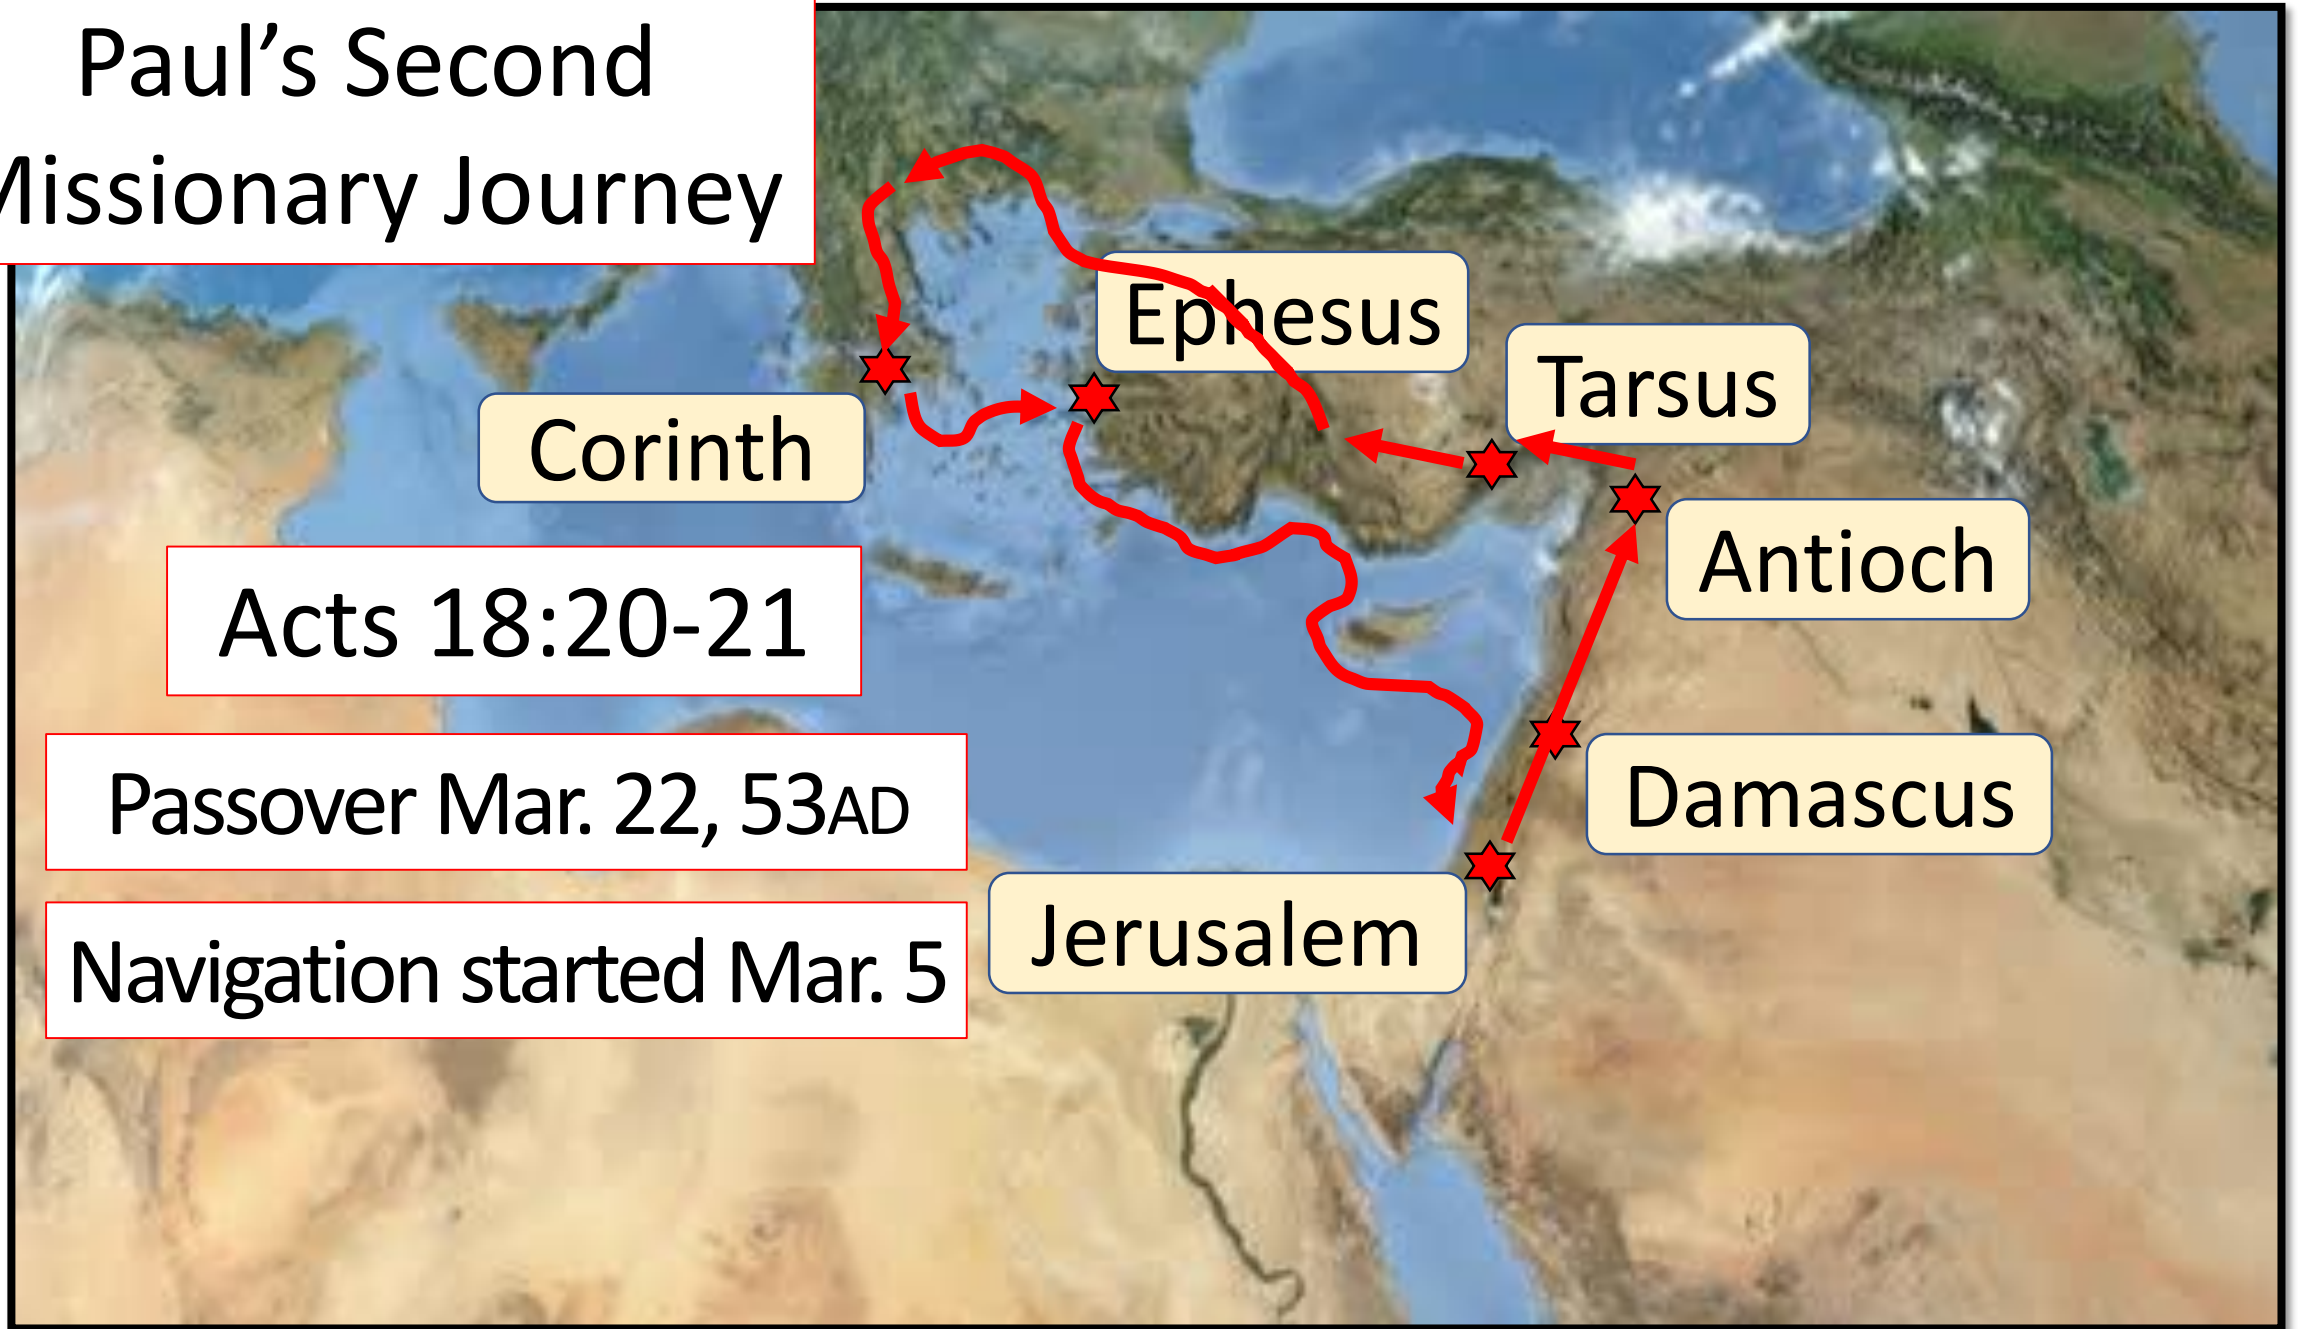 Paul’s Second
Missionary Journey
Ephesus
Tarsus
Corinth
Antioch
Acts 18:20-21
Passover Mar. 22, 53AD
Damascus
Navigation started Mar. 5
Jerusalem